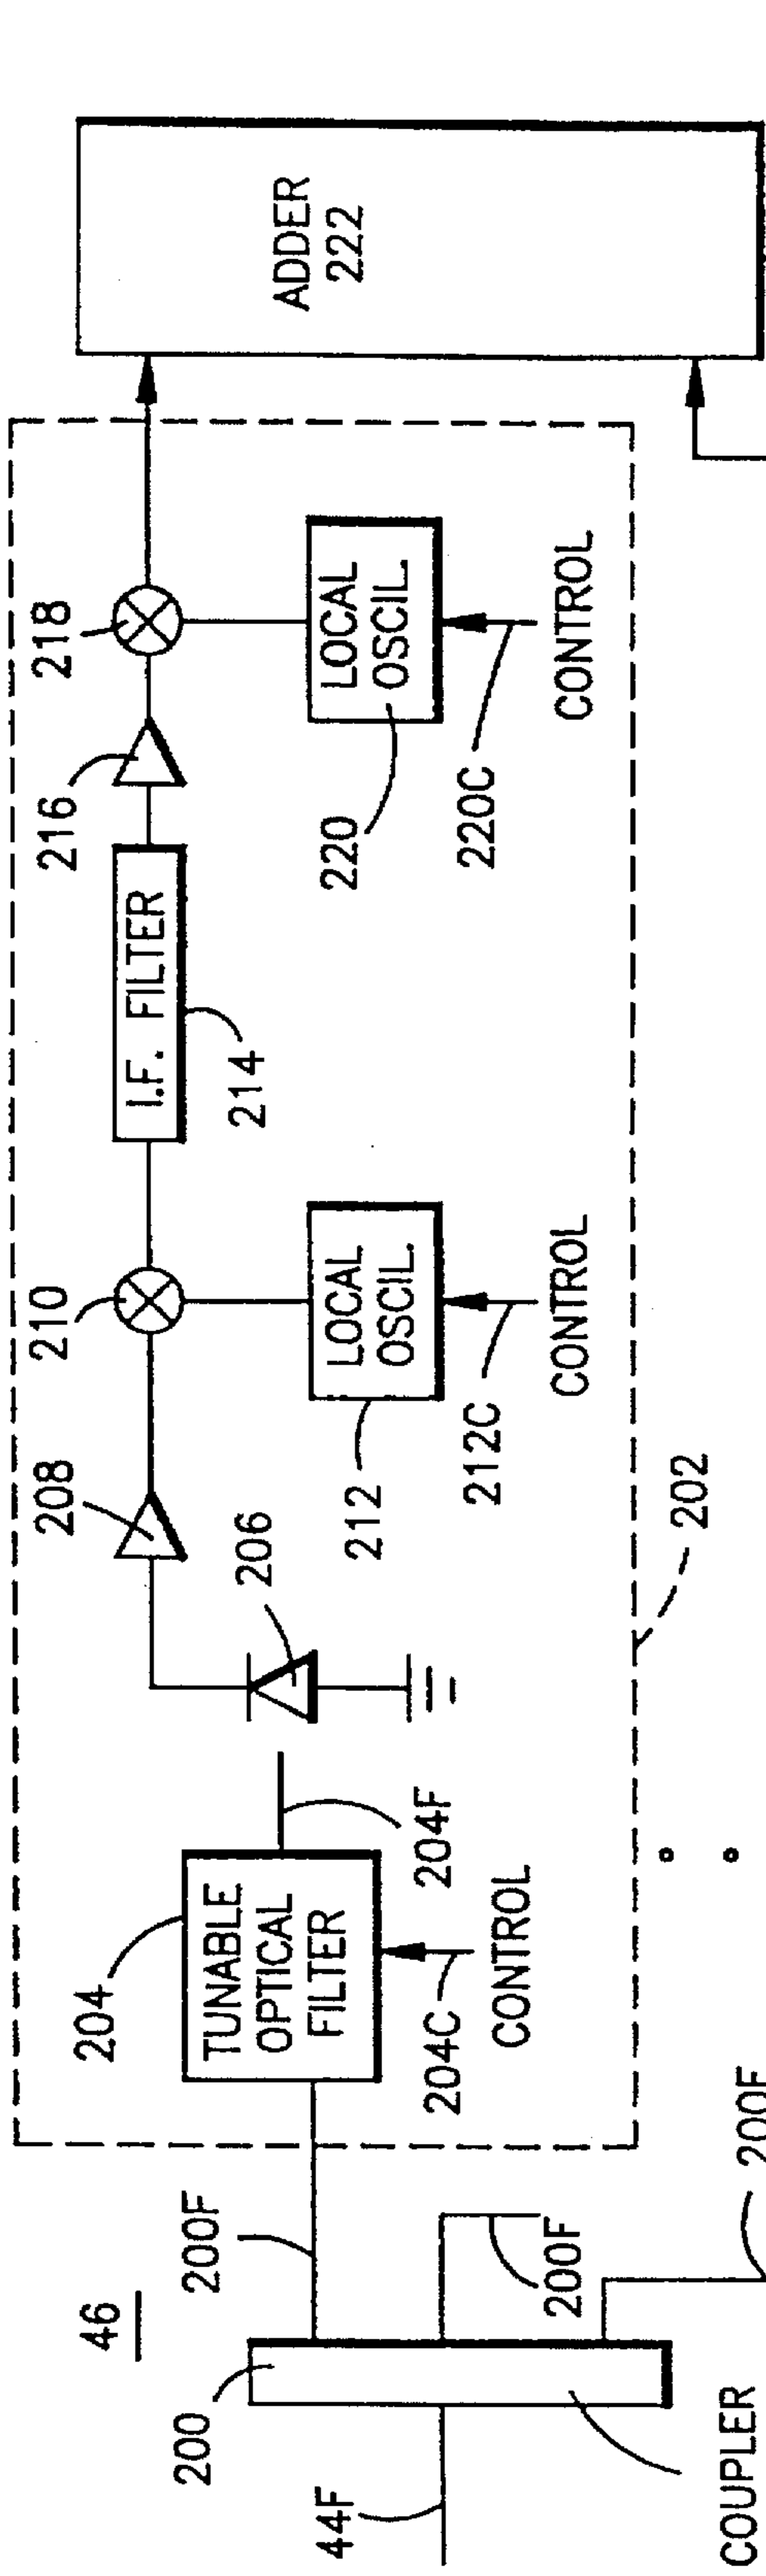 46
44F
200
COUPLER
200F
200F
200F
204
TUNABLE
OPTICAL
FILTER
204C
CONTROL
204F
206
208
210
212
LOCAL
OSCIL.
212C
CONTROL
202
I.F. FILTER
214
216
218
220
LOCAL
OSCIL.
220C
CONTROL
ADDER
222